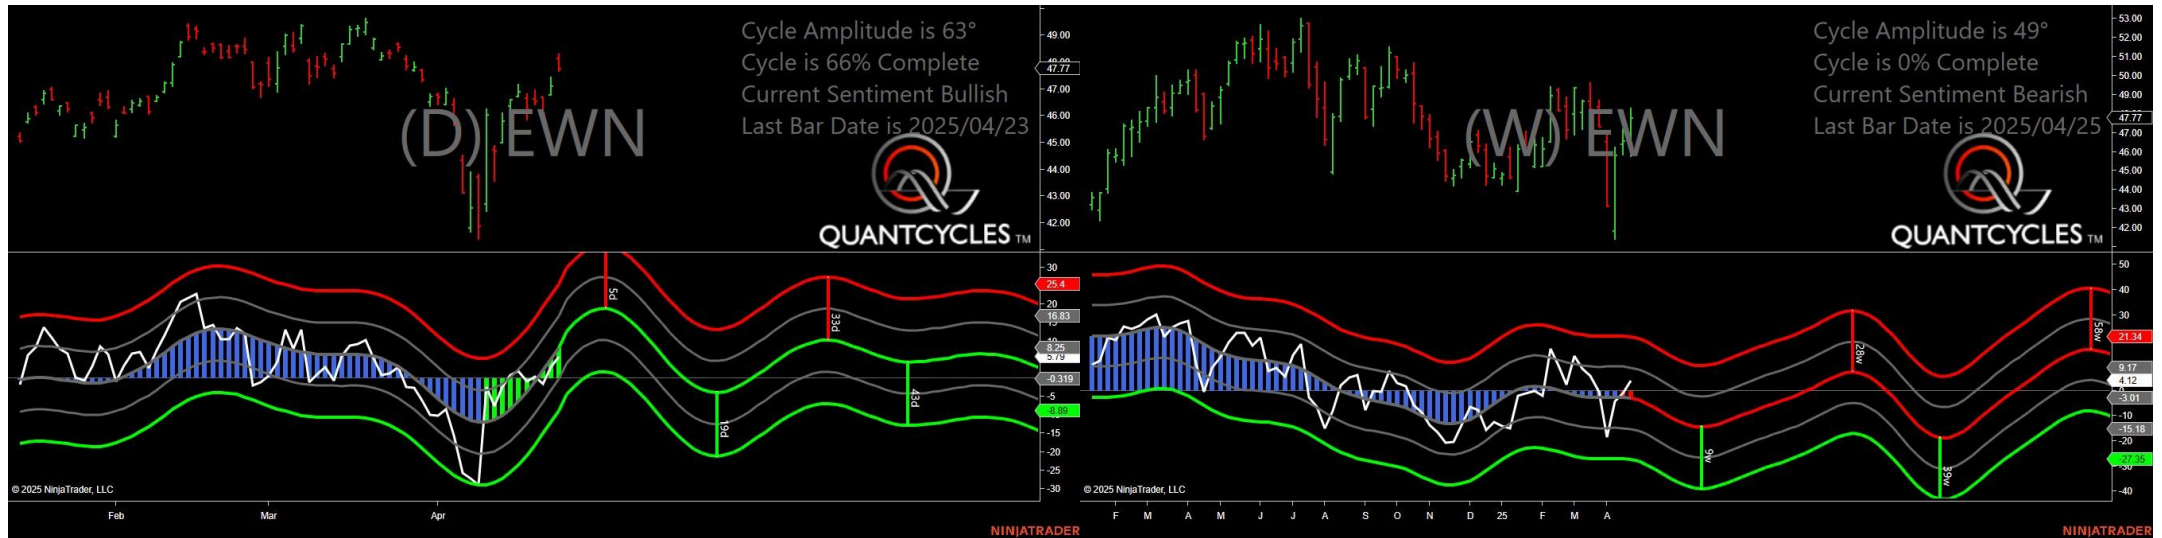 Cycle Amplitude is 63°
Cycle is 66% Complete
Current Sentiment Bullish
Last Bar Date is 2025/04/23
(D) EWN
QUANTCYCLES TM
49.00
47.77
47.00
46.00
45.00
44.00
43.00
42.00
30
25.4
20
16.83
8.25
5.79
-0.319
-5
-8.89
-15
-20
-25
-30
5d
19d
33d
43d
© 2025 NinjaTrader, LLC
Feb Mar Apr
NINJATRADER
Cycle Amplitude is 49°
Cycle is 0% Complete
Current Sentiment Bearish
Last Bar Date is 2025/04/25
(W) EWN
QUANTCYCLES TM
53.00
52.00
51.00
50.00
49.00
47.77
47.00
46.00
45.00
44.00
43.00
42.00
50
40
30
21.34
9.17
4.12
-3.01
-10
-15.18
-20
-27.35
-40
9w
28w
39w
58w
© 2025 NinjaTrader, LLC
F M A M J J A S O N D 25 F M A
NINJATRADER